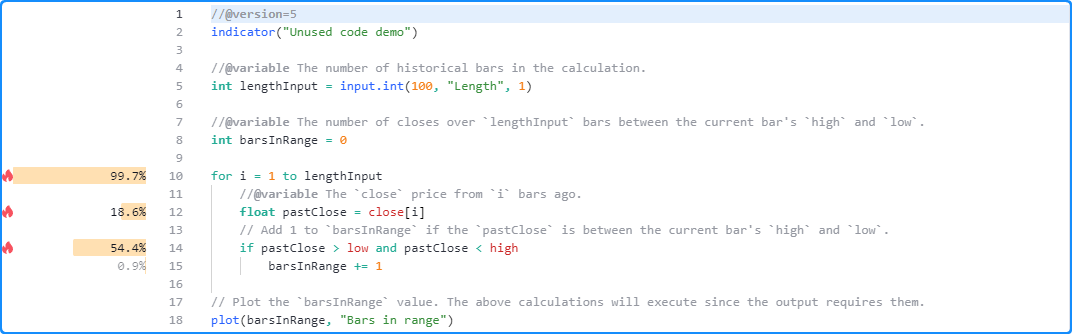 1 //@version=5
2 indicator("Unused code demo")
3
4 //@variable The number of historical bars in the calculation.
5 int lengthInput = input.int(100, "Length", 1)
6
7 //@variable The number of closes over `lengthInput` bars between the current bar's `high` and `low`.
8 int barsInRange = 0
9
99.7% 10 for i = 1 to lengthInput
11     //@variable The `close` price from `i` bars ago.
18.6% 12     float pastClose = close[i]
13     // Add 1 to `barsInRange` if the `pastClose` is between the current bar's `high` and `low`.
54.4% 14     if pastClose > low and pastClose < high
0.9% 15         barsInRange += 1
16
17 // Plot the `barsInRange` value. The above calculations will execute since the output requires them.
18 plot(barsInRange, "Bars in range")